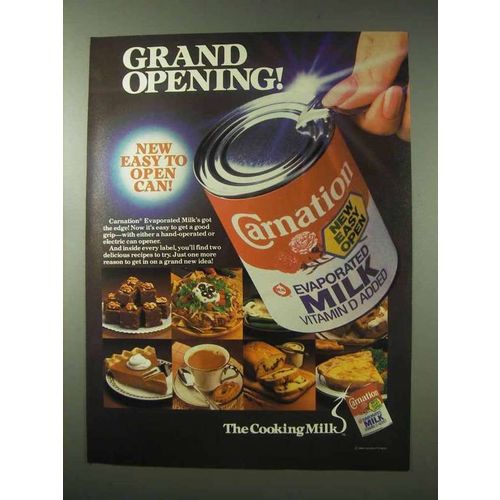 GRAND
OPENING!
NEW
EASY TO
OPEN
CAN!
Carnation® Evaporated Milk's got
the edge! Now it's easy to get a good
grip—with either a hand-operated or
electric can opener.
And inside every label, you'll find two
delicious recipes to try. Just one more
reason to get in on a grand new idea!
Carnation
NEW
EASY
OPEN
EVAPORATED
MILK
VITAMIN D ADDED
The Cooking Milk
Carnation
MILK